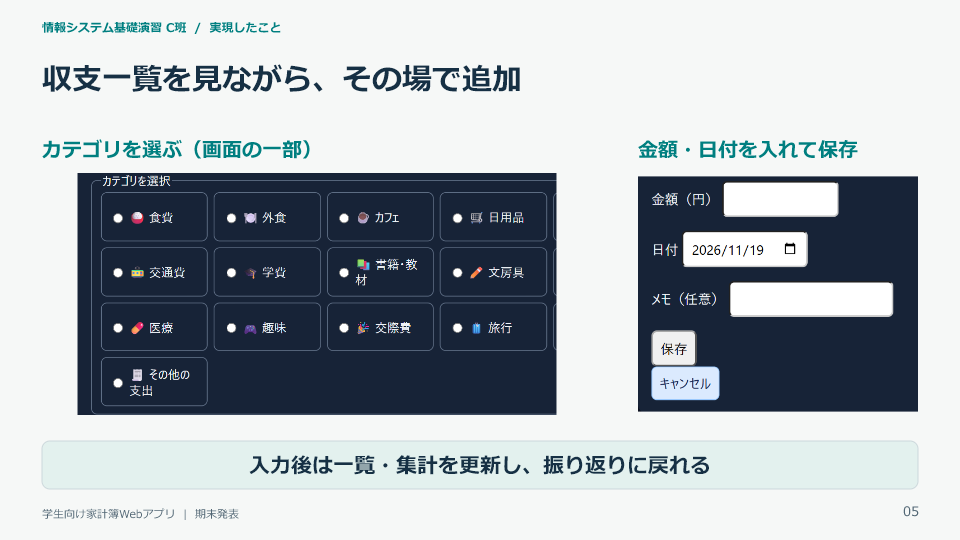 情報システム基礎演習 C班 / 実現したこと
収支一覧を見ながら、その場で追加
カテゴリを選ぶ（画面の一部）
カテゴリを選択
食費
外食
カフェ
日用品
交通費
学費
書籍・教
材
文房具
医療
趣味
交際費
旅行
その他の
支出
金額・日付を入れて保存
金額（円）
日付 2026/11/19
メモ（任意）
保存
キャンセル
入力後は一覧・集計を更新し、振り返りに戻れる
学生向け家計簿Webアプリ | 期末発表
05